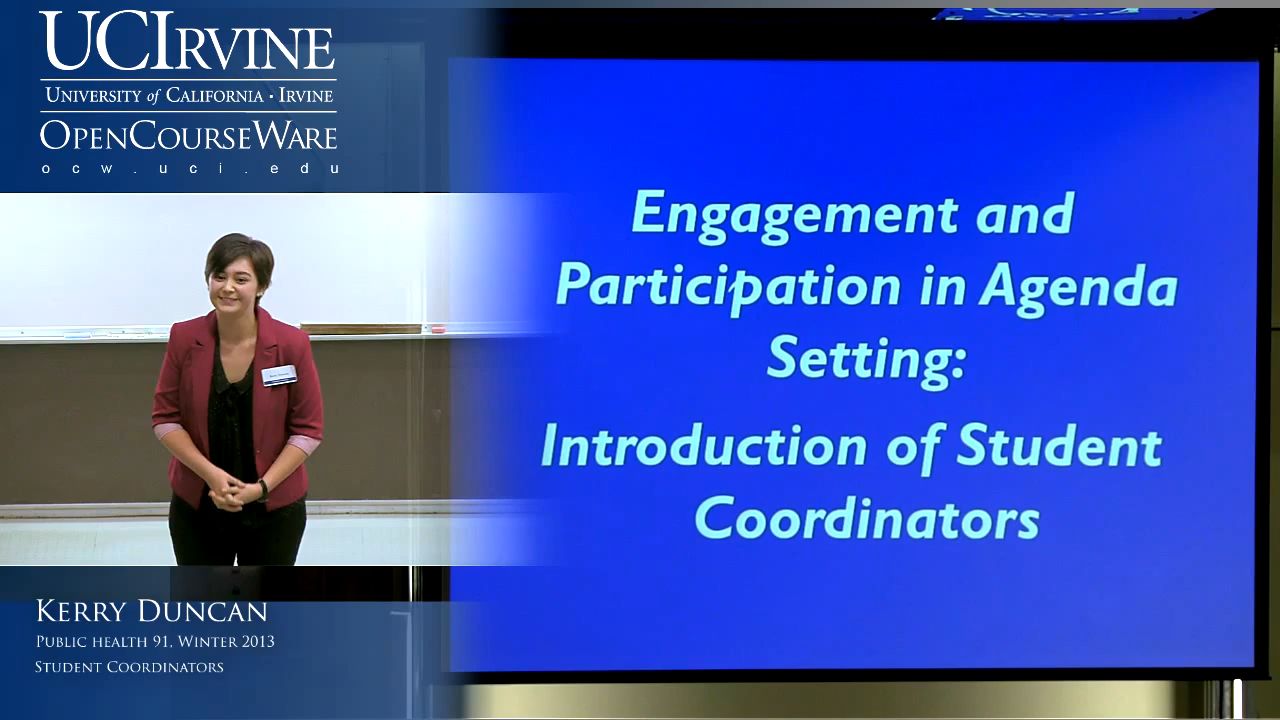 UCIRVINE
UNIVERSITY of CALIFORNIA · IRVINE
OPENCOURSEWARE
ocw.uci.edu
Engagement and
Participation in Agenda
Setting:
Introduction of Student
Coordinators
KERRY DUNCAN
PUBLIC HEALTH 91, WINTER 2013
STUDENT COORDINATORS